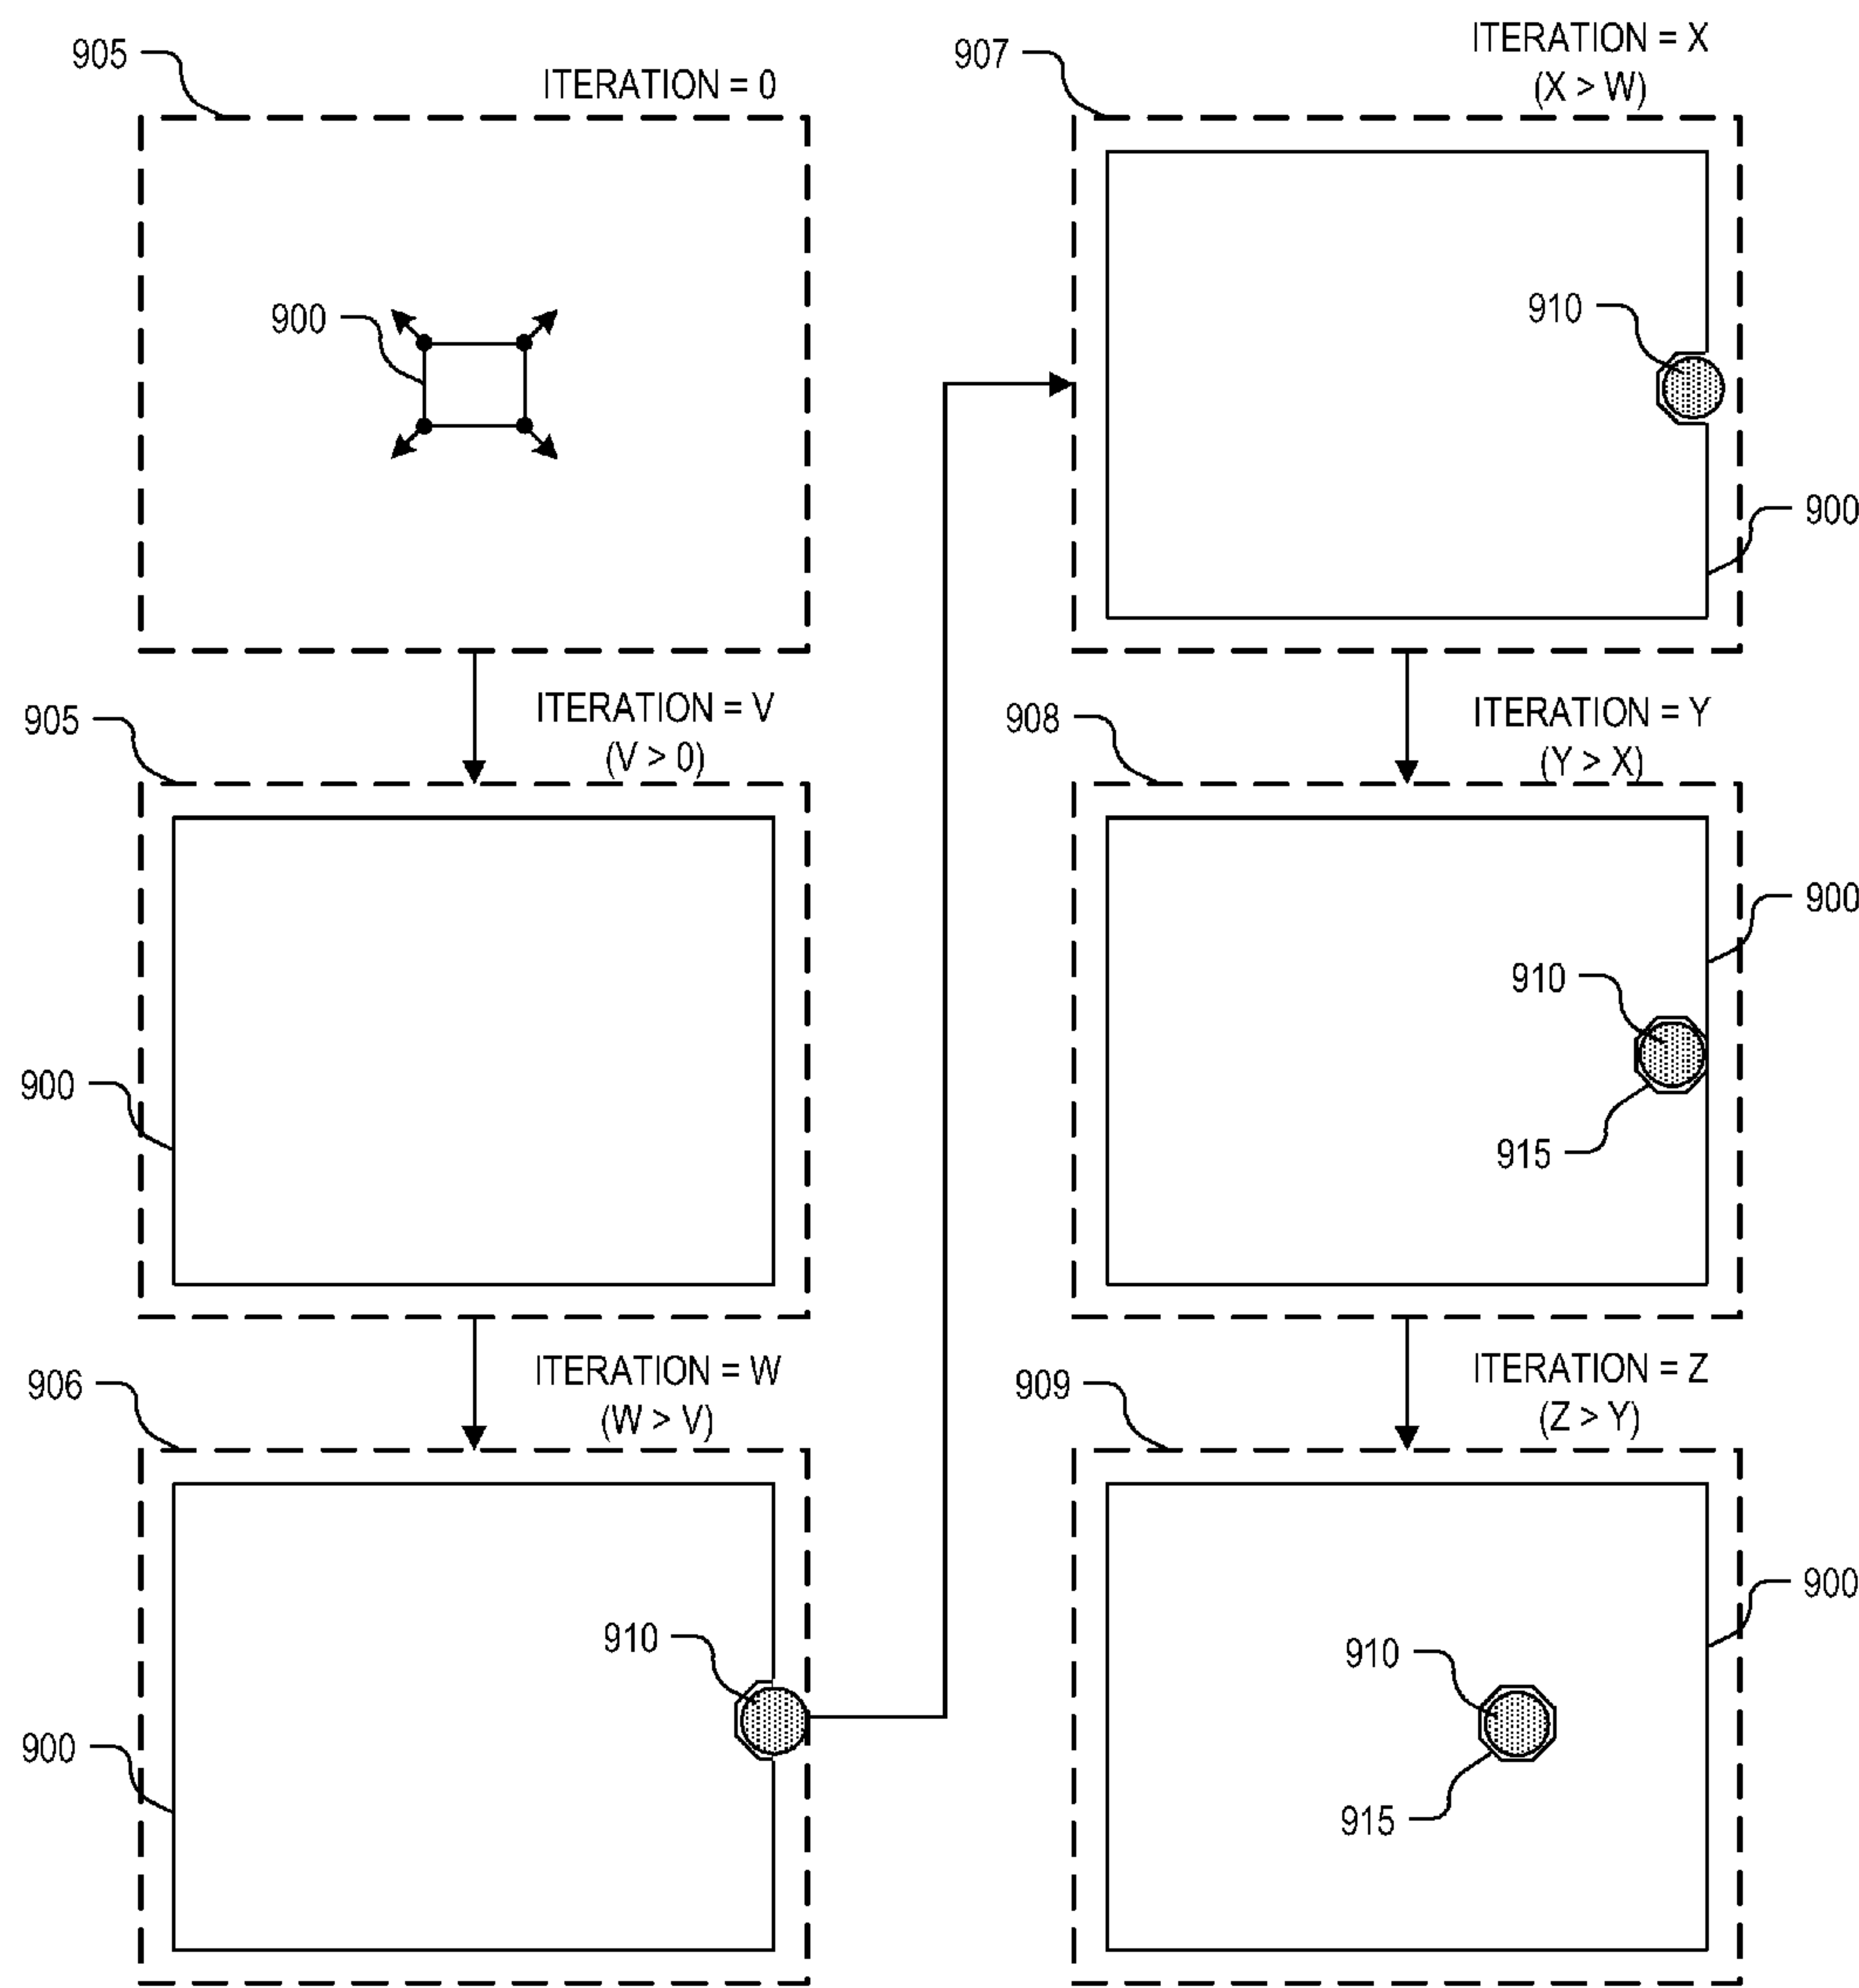 905
ITERATION = 0
900
905
ITERATION = V
(V > 0)
900
906
ITERATION = W
(W > V)
910
900
907
ITERATION = X
(X > W)
910
900
908
ITERATION = Y
(Y > X)
900
910
915
909
ITERATION = Z
(Z > Y)
900
910
915